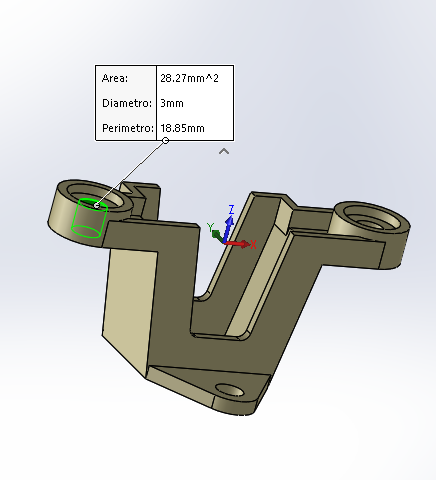 Area: 28.27mm^2
Diametro: 3mm
Perimetro: 18.85mm
Z
Y
X